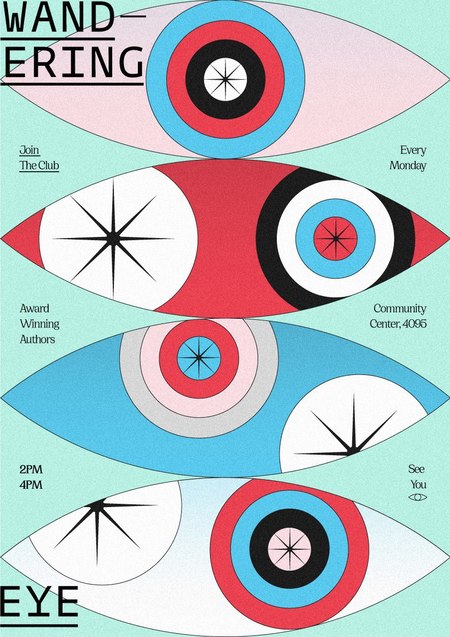 WAND-
ERING
Join
The Club
Every
Monday
Award
Winning
Authors
Community
Center, 4095
2PM
4PM
See
You
EYE